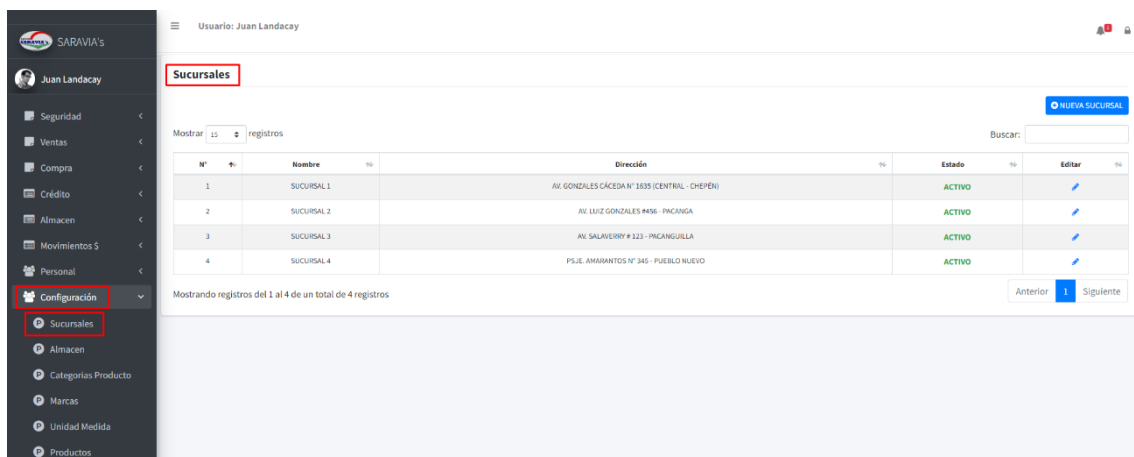 SARAVIA's
Usuario: Juan Landacay
Juan Landacay
Seguridad
Ventas
Compra
Crédito
Almacen
Movimientos $
Personal
Configuración
Sucursales
Almacen
Categorias Producto
Marcas
Unidad Medida
Productos
Sucursales
NUEVA SUCURSAL
Mostrar 15 registros Buscar:
N° Nombre Dirección Estado Editar
1 SUCURSAL 1 AV. GONZALES CÁCEDA N° 1635 (CENTRAL - CHEPÉN) ACTIVO
2 SUCURSAL 2 AV. LUIZ GONZALES #456 - PACANGA ACTIVO
3 SUCURSAL 3 AV. SALAVERRY # 123 - PACANGUILLA ACTIVO
4 SUCURSAL 4 PSJE. AMARANTOS N° 345 - PUEBLO NUEVO ACTIVO
Mostrando registros del 1 al 4 de un total de 4 registros Anterior 1 Siguiente